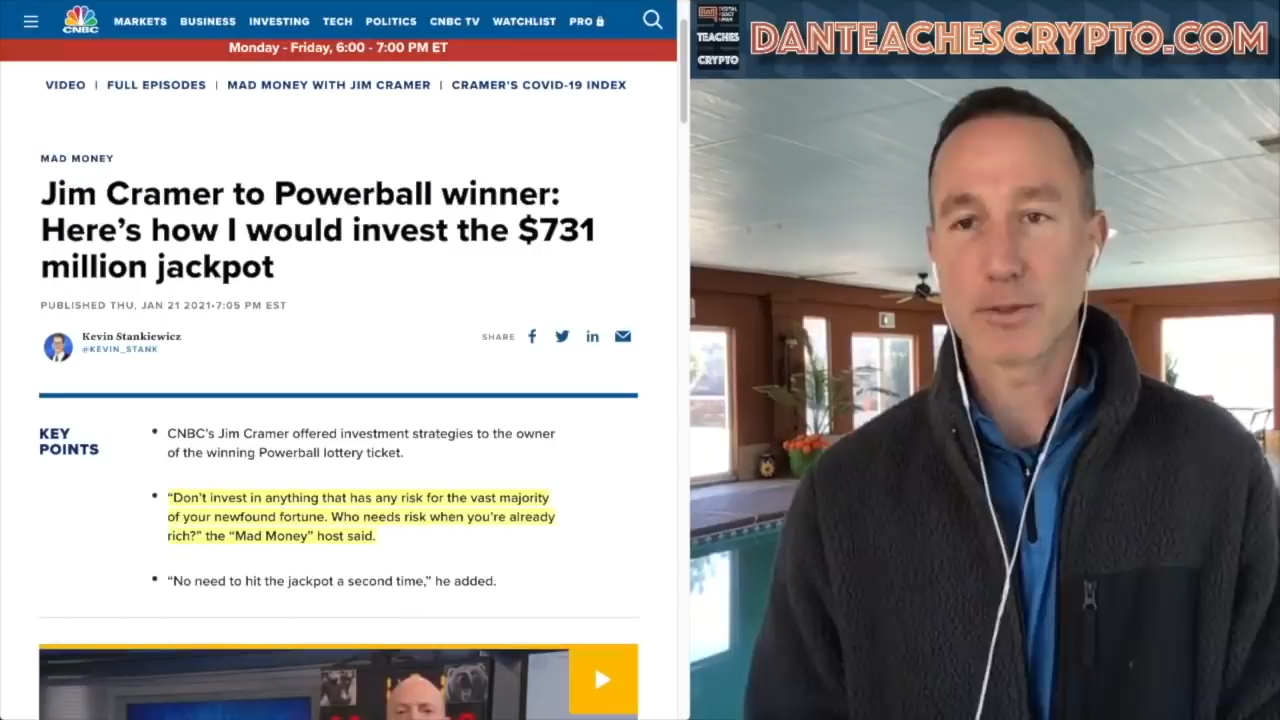 CNBC
MARKETS BUSINESS INVESTING TECH POLITICS CNBC TV WATCHLIST PRO
Monday - Friday, 6:00 - 7:00 PM ET
VIDEO | FULL EPISODES | MAD MONEY WITH JIM CRAMER | CRAMER'S COVID-19 INDEX
MAD MONEY
Jim Cramer to Powerball winner:
Here’s how I would invest the $731
million jackpot
PUBLISHED THU, JAN 21 2021•7:05 PM EST
Kevin Stankiewicz
@KEVIN_STANK
SHARE
KEY
POINTS
• CNBC’s Jim Cramer offered investment strategies to the owner
of the winning Powerball lottery ticket.
• “Don’t invest in anything that has any risk for the vast majority
of your newfound fortune. Who needs risk when you’re already
rich?” the “Mad Money” host said.
• “No need to hit the jackpot a second time,” he added.
DIGITAL
ASSET
TEACHES
CRYPTO
DANTEACHESCRYPTO.COM